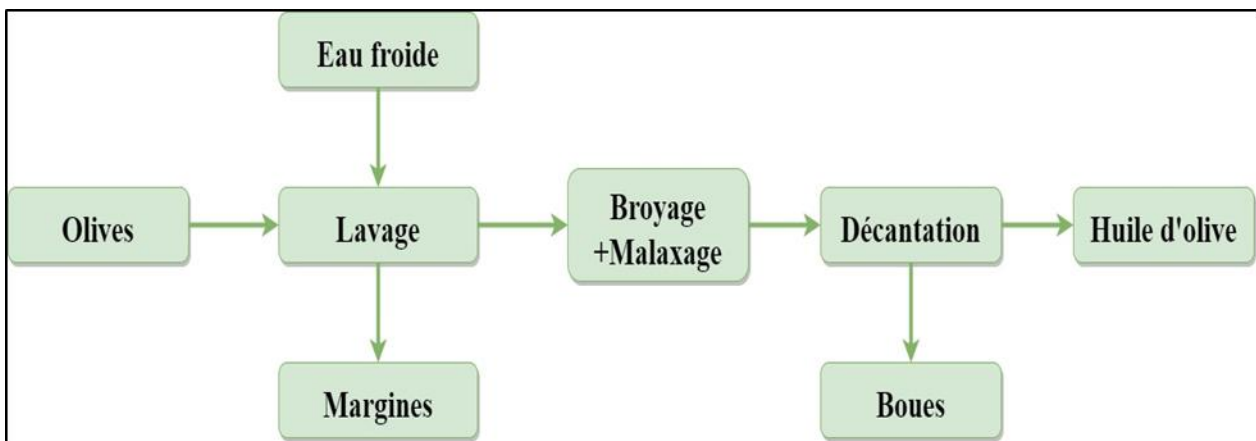 Eau froide
Olives
Lavage
Broyage
+Malaxage
Décantation
Huile d'olive
Margines
Boues